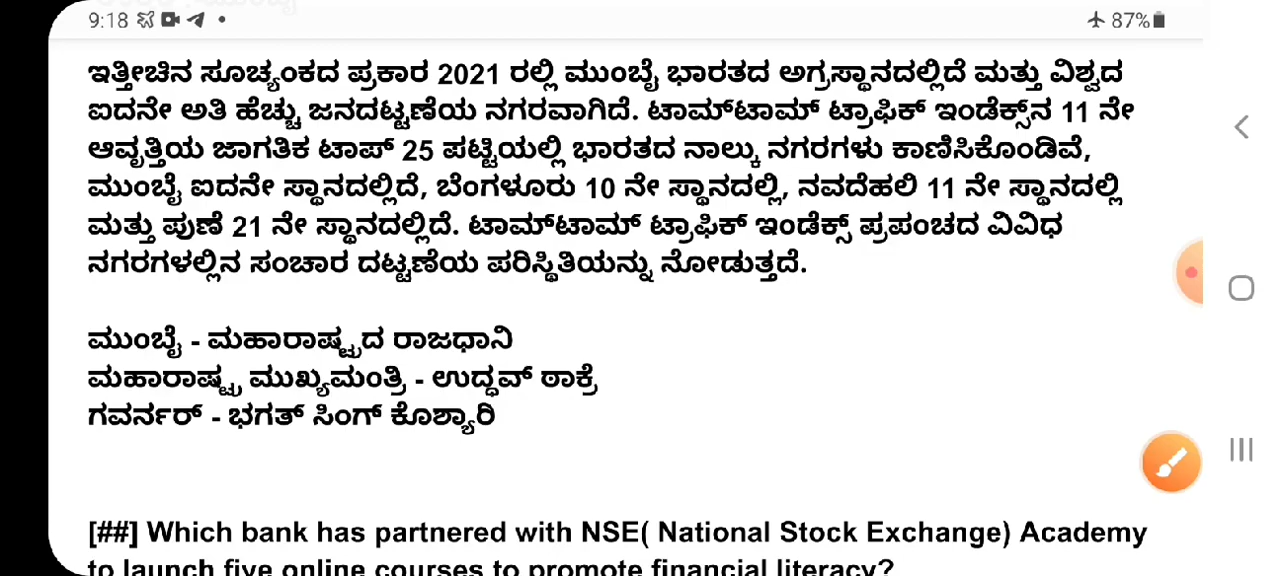 9:18 87%
ಇತ್ತೀಚಿನ ಸೂಚ್ಯಂಕದ ಪ್ರಕಾರ 2021 ರಲ್ಲಿ ಮುಂಬೈ ಭಾರತದ ಅಗ್ರಸ್ಥಾನದಲ್ಲಿದೆ ಮತ್ತು ವಿಶ್ವದ
ಐದನೇ ಅತಿ ಹೆಚ್ಚು ಜನದಟ್ಟಣೆಯ ನಗರವಾಗಿದೆ. ಟಾಮ್‌ಟಾಮ್ ಟ್ರಾಫಿಕ್ ಇಂಡೆಕ್ಸ್‌ನ 11 ನೇ
ಆವೃತ್ತಿಯ ಜಾಗತಿಕ ಟಾಪ್ 25 ಪಟ್ಟಿಯಲ್ಲಿ ಭಾರತದ ನಾಲ್ಕು ನಗರಗಳು ಕಾಣಿಸಿಕೊಂಡಿವೆ,
ಮುಂಬೈ ಐದನೇ ಸ್ಥಾನದಲ್ಲಿದೆ, ಬೆಂಗಳೂರು 10 ನೇ ಸ್ಥಾನದಲ್ಲಿ, ನವದೆಹಲಿ 11 ನೇ ಸ್ಥಾನದಲ್ಲಿ
ಮತ್ತು ಪುಣೆ 21 ನೇ ಸ್ಥಾನದಲ್ಲಿದೆ. ಟಾಮ್‌ಟಾಮ್ ಟ್ರಾಫಿಕ್ ಇಂಡೆಕ್ಸ್ ಪ್ರಪಂಚದ ವಿವಿಧ
ನಗರಗಳಲ್ಲಿನ ಸಂಚಾರ ದಟ್ಟಣೆಯ ಪರಿಸ್ಥಿತಿಯನ್ನು ನೋಡುತ್ತದೆ.
ಮುಂಬೈ - ಮಹಾರಾಷ್ಟ್ರದ ರಾಜಧಾನಿ
ಮಹಾರಾಷ್ಟ್ರ ಮುಖ್ಯಮಂತ್ರಿ - ಉದ್ಧವ್ ಠಾಕ್ರೆ
ಗವರ್ನರ್ - ಭಗತ್ ಸಿಂಗ್ ಕೊಶ್ಯಾರಿ
[##] Which bank has partnered with NSE( National Stock Exchange) Academy
to launch five online courses to promote financial literacy?